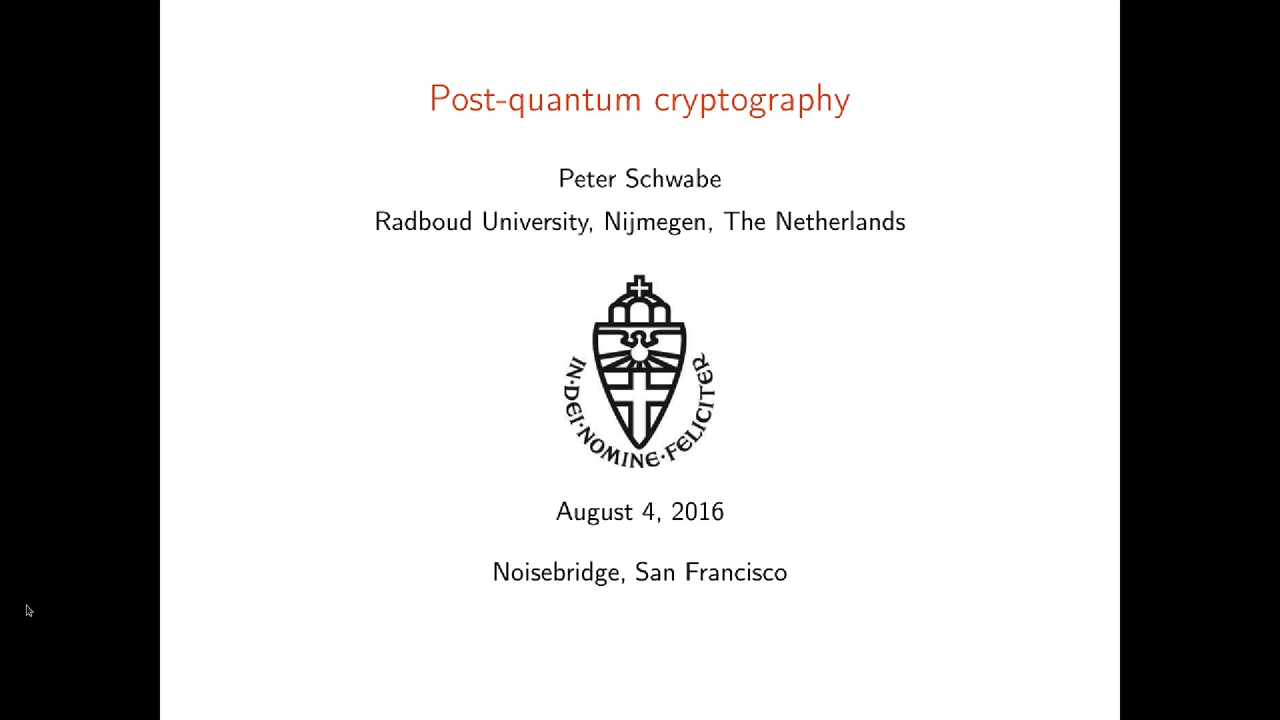 Post-quantum cryptography
Peter Schwabe
Radboud University, Nijmegen, The Netherlands
IN·DEI·NOMINE·FELICITER
August 4, 2016
Noisebridge, San Francisco